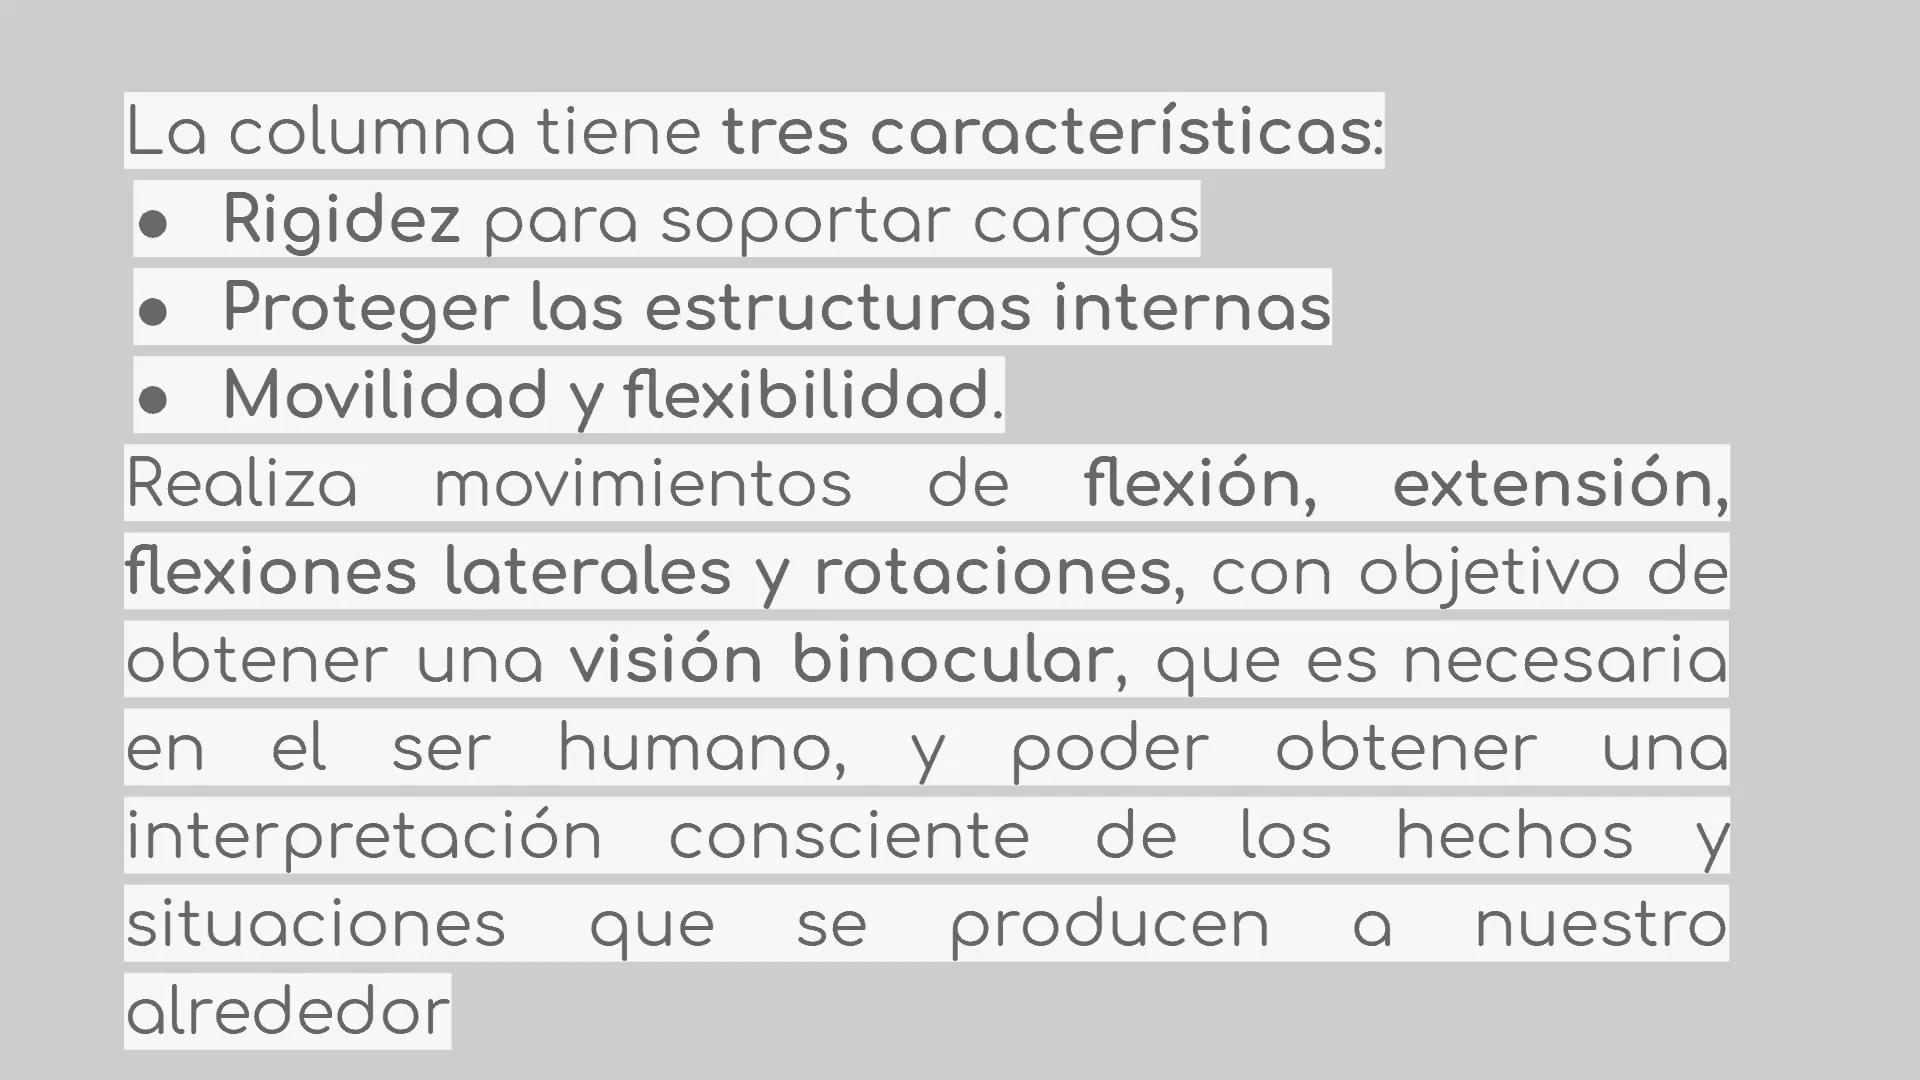 La columna tiene tres características:
● Rigidez para soportar cargas
● Proteger las estructuras internas
● Movilidad y flexibilidad.
Realiza movimientos de flexión, extensión,
flexiones laterales y rotaciones, con objetivo de
obtener una visión binocular, que es necesaria
en el ser humano, y poder obtener una
interpretación consciente de los hechos y
situaciones que se producen a nuestro
alrededor